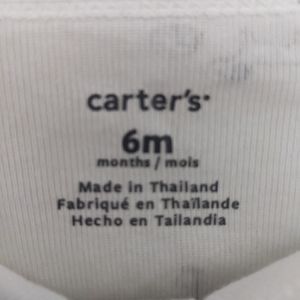 carter's
6m
months / mois
Made in Thailand
Fabriqué en Thaïlande
Hecho en Tailandia